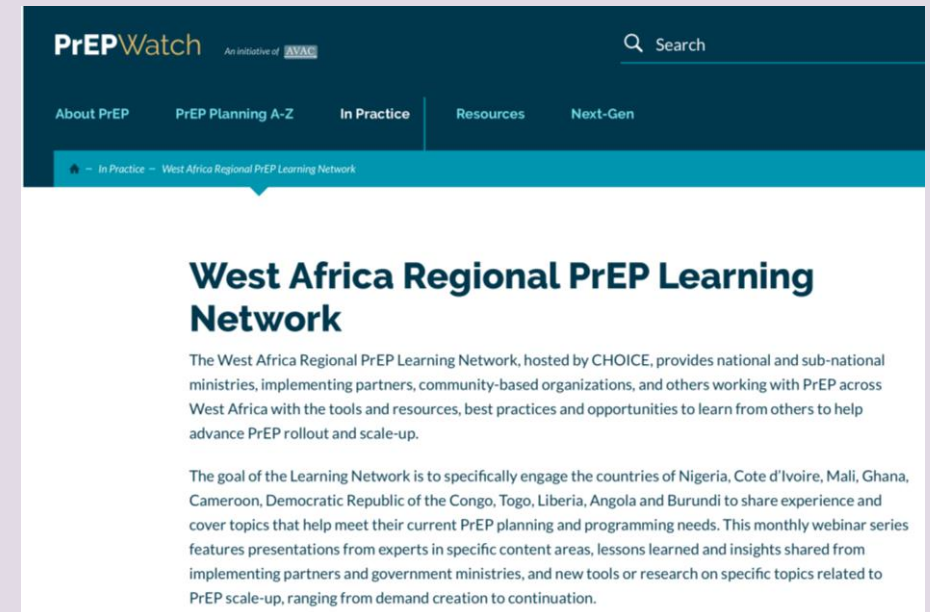 PrEPWatch An initiative of AVAC
Search
About PrEP PrEP Planning A-Z In Practice Resources Next-Gen
– In Practice – West Africa Regional PrEP Learning Network
West Africa Regional PrEP Learning
Network
The West Africa Regional PrEP Learning Network, hosted by CHOICE, provides national and sub-national
ministries, implementing partners, community-based organizations, and others working with PrEP across
West Africa with the tools and resources, best practices and opportunities to learn from others to help
advance PrEP rollout and scale-up.
The goal of the Learning Network is to specifically engage the countries of Nigeria, Cote d'Ivoire, Mali, Ghana,
Cameroon, Democratic Republic of the Congo, Togo, Liberia, Angola and Burundi to share experience and
cover topics that help meet their current PrEP planning and programming needs. This monthly webinar series
features presentations from experts in specific content areas, lessons learned and insights shared from
implementing partners and government ministries, and new tools or research on specific topics related to
PrEP scale-up, ranging from demand creation to continuation.